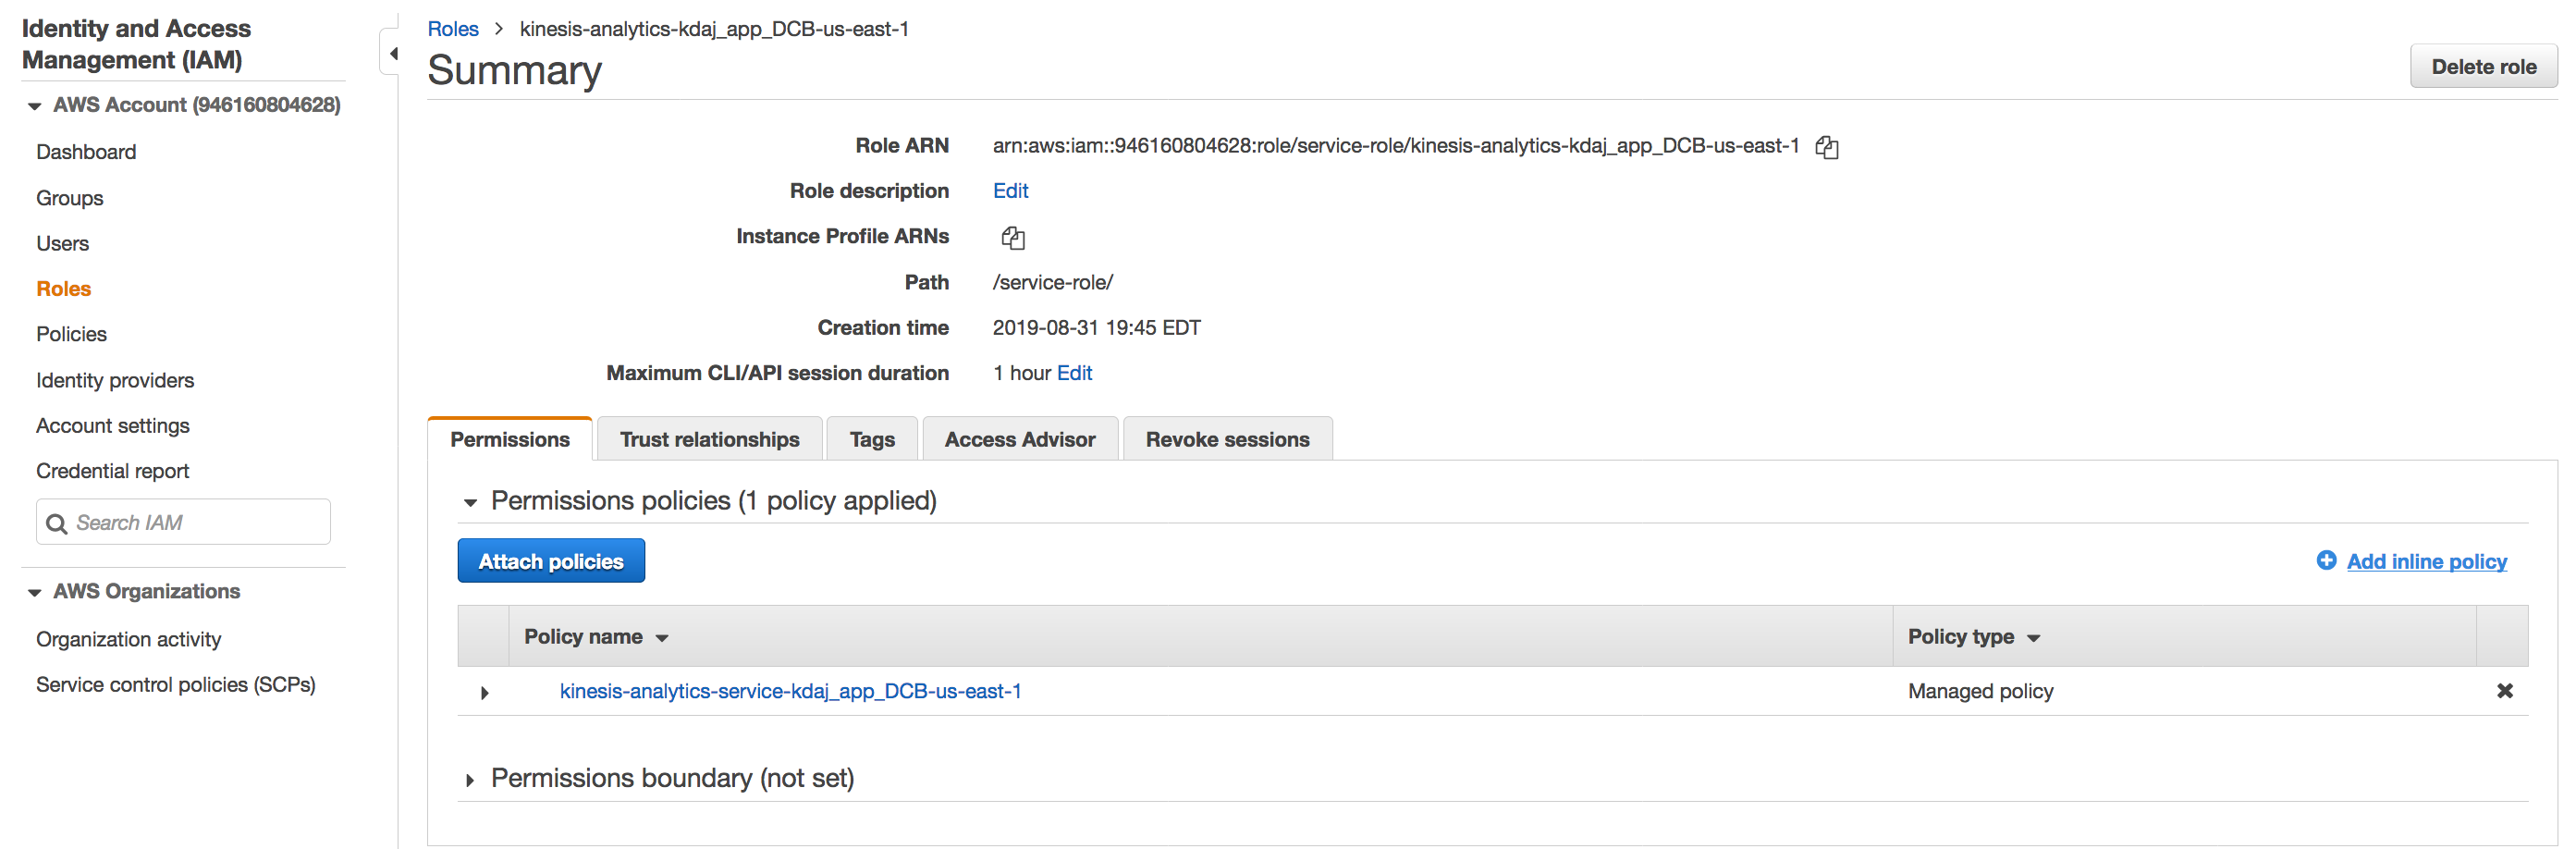 Identity and Access
Management (IAM)
AWS Account (946160804628)
Dashboard
Groups
Users
Roles
Policies
Identity providers
Account settings
Credential report
Search IAM
AWS Organizations
Organization activity
Service control policies (SCPs)
Roles > kinesis-analytics-kdaj_app_DCB-us-east-1
Summary
Delete role
Role ARN arn:aws:iam::946160804628:role/service-role/kinesis-analytics-kdaj_app_DCB-us-east-1
Role description Edit
Instance Profile ARNs
Path /service-role/
Creation time 2019-08-31 19:45 EDT
Maximum CLI/API session duration 1 hour Edit
Permissions Trust relationships Tags Access Advisor Revoke sessions
Permissions policies (1 policy applied)
Attach policies Add inline policy
Policy name Policy type
kinesis-analytics-service-kdaj_app_DCB-us-east-1 Managed policy
Permissions boundary (not set)